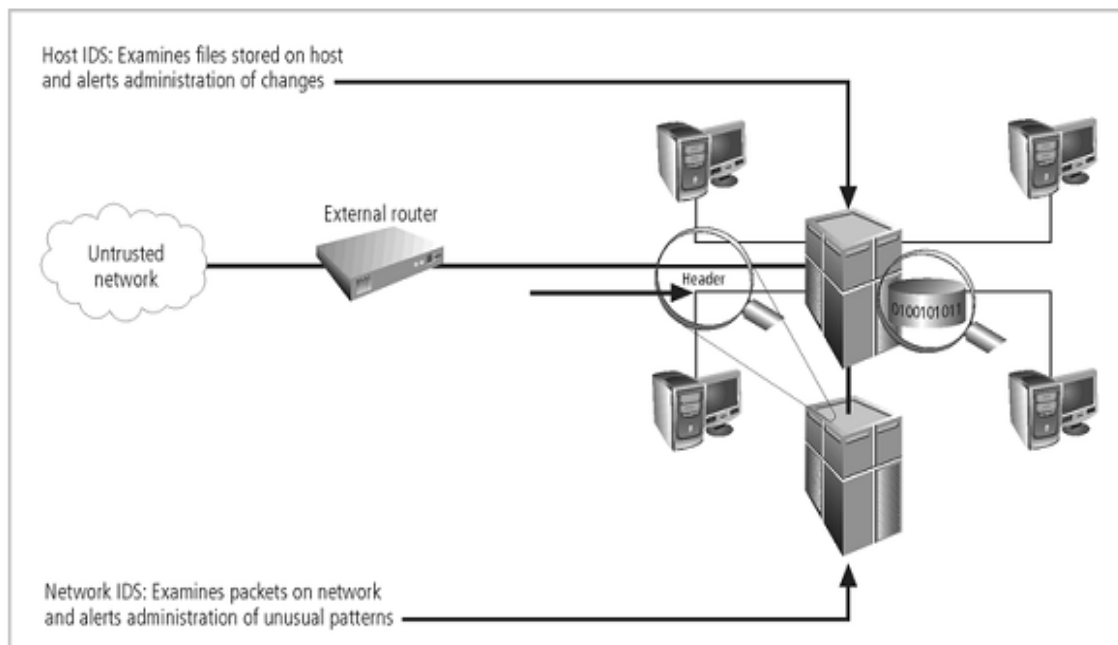 Host IDS: Examines files stored on host
and alerts administration of changes
External router
Untrusted
network
Header
0100101011
Network IDS: Examines packets on network
and alerts administration of unusual patterns